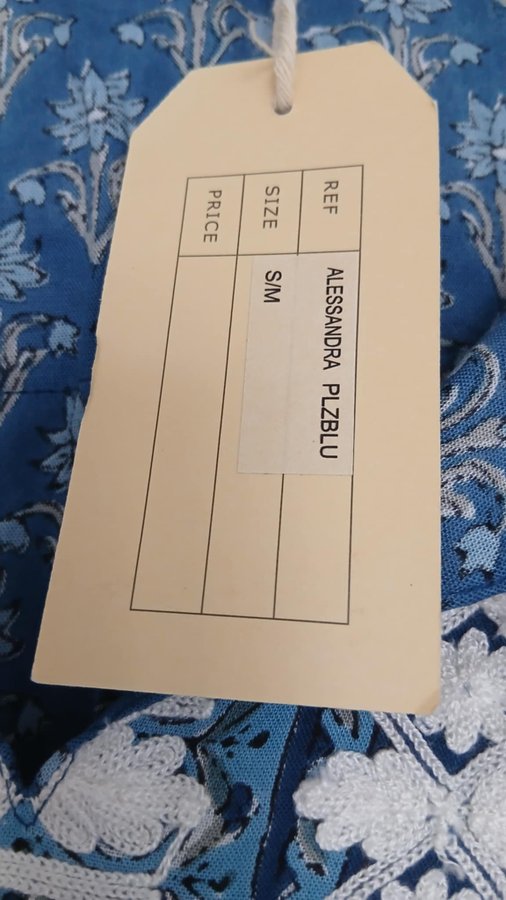 REF ALESSANDRA PLZBLU
SIZE S/M
PRICE